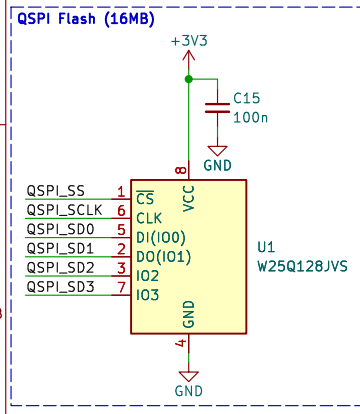 QSPI Flash (16MB)
+3V3
C15
100n
GND
8
VCC
QSPI_SS 1 CS
QSPI_SCLK 6 CLK
QSPI_SD0 5 DI(IO0)
QSPI_SD1 2 DO(IO1)
QSPI_SD2 3 IO2
QSPI_SD3 7 IO3
U1
W25Q128JVS
GND
4
GND